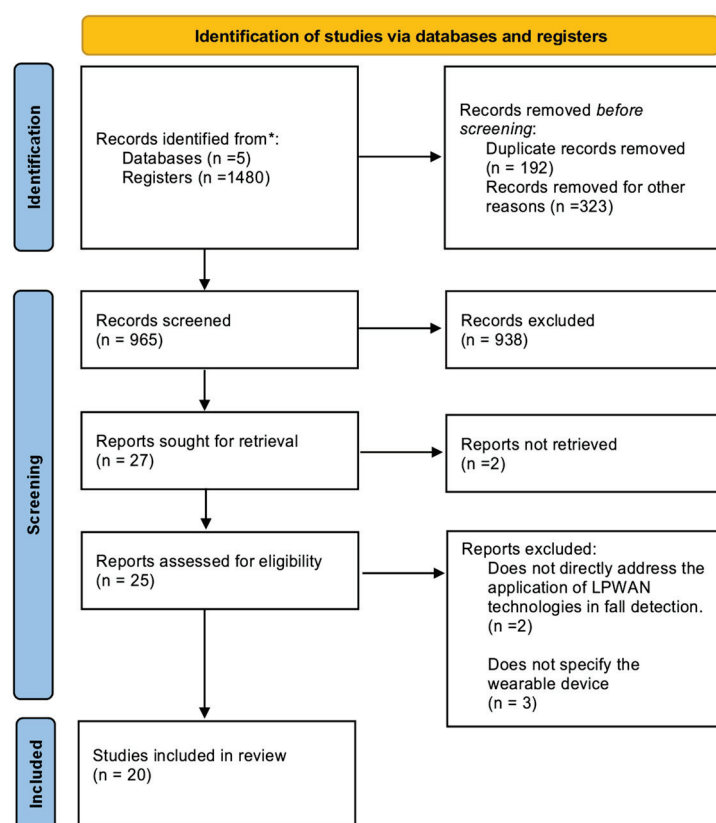 Identification of studies via databases and registers
Identification
Records identified from*:
Databases (n =5)
Registers (n =1480)
Records removed before
screening:
Duplicate records removed
(n = 192)
Records removed for other
reasons (n =323)
Screening
Records screened
(n = 965)
Records excluded
(n = 938)
Reports sought for retrieval
(n = 27)
Reports not retrieved
(n =2)
Reports assessed for eligibility
(n = 25)
Reports excluded:
Does not directly address the
application of LPWAN
technologies in fall detection.
(n =2)
Does not specify the
wearable device
(n = 3)
Included
Studies included in review
(n = 20)